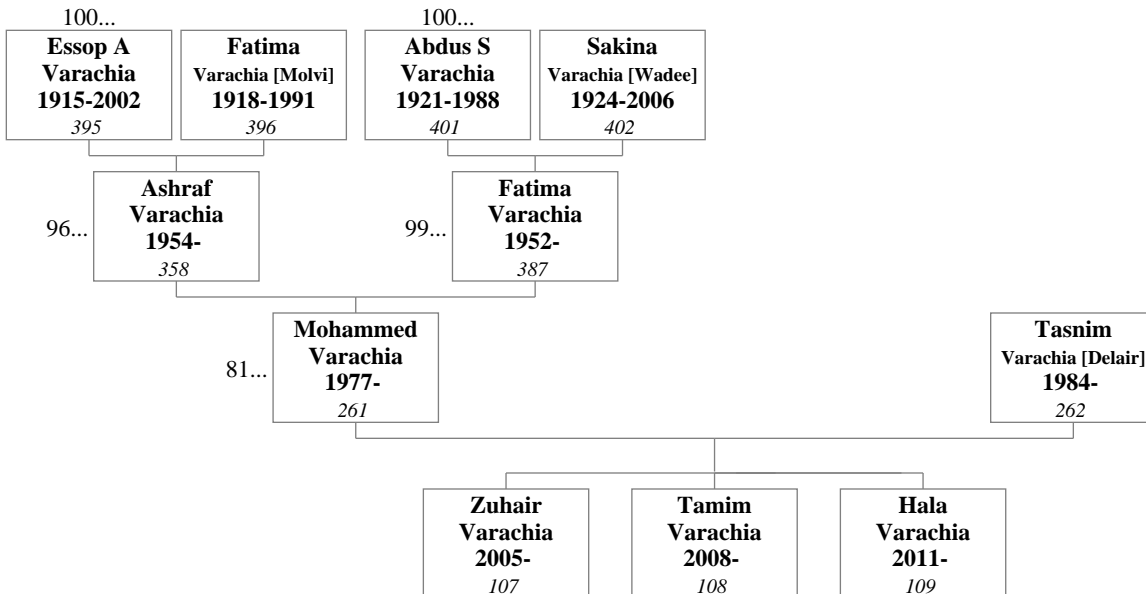 100...
100...
Essop A
Varachia
1915-2002
395
Fatima
Varachia [Molvi]
1918-1991
396
Abdus S
Varachia
1921-1988
401
Sakina
Varachia [Wadee]
1924-2006
402
96...
Ashraf
Varachia
1954-
358
99...
Fatima
Varachia
1952-
387
81...
Mohammed
Varachia
1977-
261
Tasnim
Varachia [Delair]
1984-
262
Zuhair
Varachia
2005-
107
Tamim
Varachia
2008-
108
Hala
Varachia
2011-
109